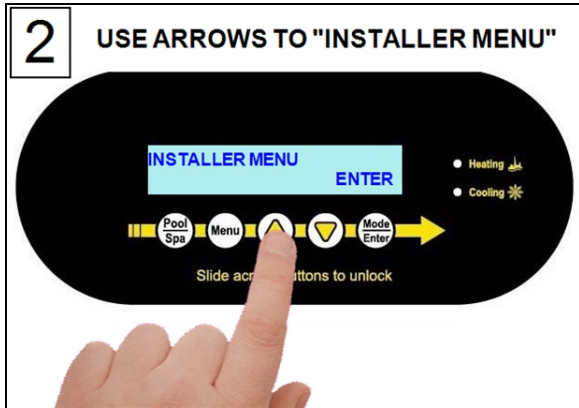 2
USE ARROWS TO "INSTALLER MENU"
INSTALLER MENU
ENTER
Heating
Cooling
Pool
Spa
Menu
Mode
Enter
Slide ttons to unlock